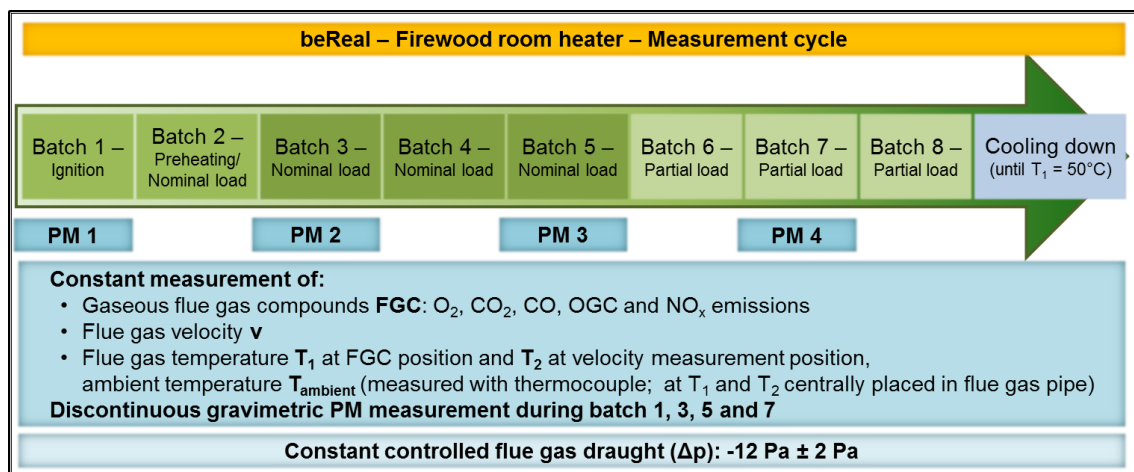 beReal – Firewood room heater – Measurement cycle
Batch 1 –
Ignition
Batch 2 –
Preheating/
Nominal load
Batch 3 –
Nominal load
Batch 4 –
Nominal load
Batch 5 –
Nominal load
Batch 6 –
Partial load
Batch 7 –
Partial load
Batch 8 –
Partial load
Cooling down
(until T₁ = 50°C)
PM 1
PM 2
PM 3
PM 4
Constant measurement of:
• Gaseous flue gas compounds FGC: O₂, CO₂, CO, OGC and NOₓ emissions
• Flue gas velocity v
• Flue gas temperature T₁ at FGC position and T₂ at velocity measurement position,
ambient temperature Tambient (measured with thermocouple; at T₁ and T₂ centrally placed in flue gas pipe)
Discontinuous gravimetric PM measurement during batch 1, 3, 5 and 7
Constant controlled flue gas draught (Δp): -12 Pa ± 2 Pa